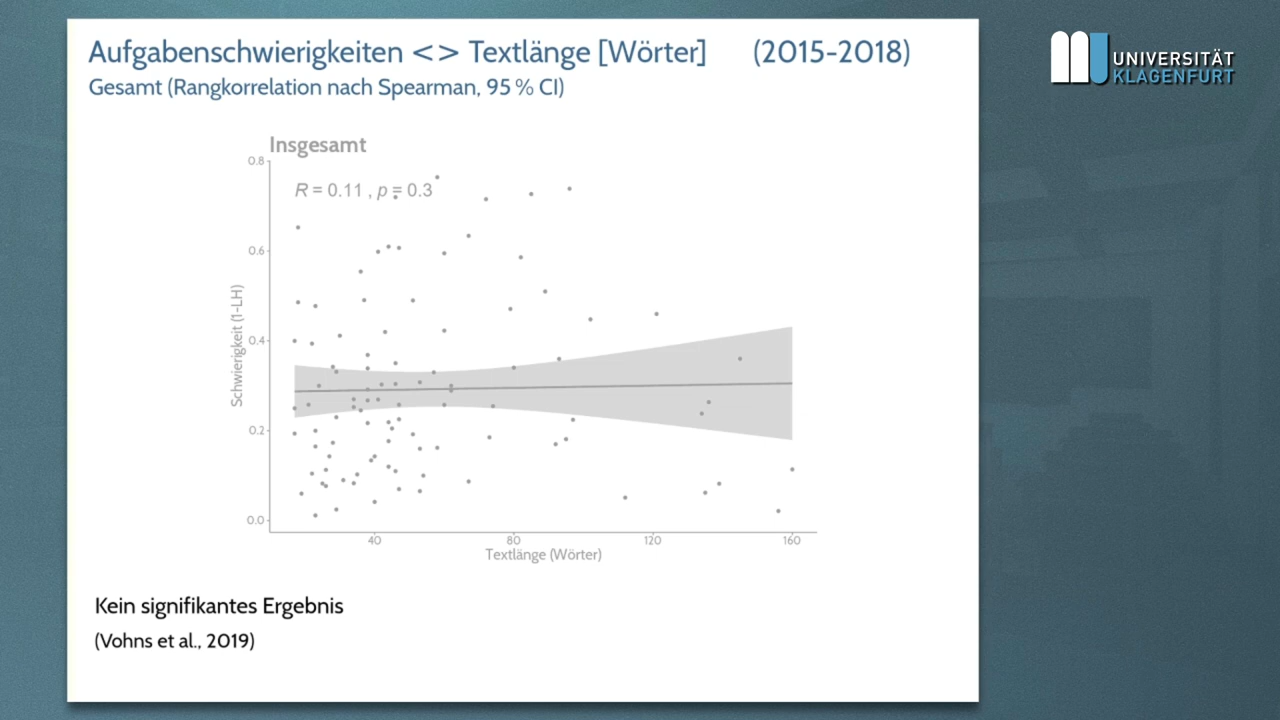 Aufgabenschwierigkeiten <> Textlänge [Wörter] (2015-2018)
Gesamt (Rangkorrelation nach Spearman, 95 % CI)
UNIVERSITÄT
KLAGENFURT
Insgesamt
R = 0.11 , p = 0.3
Schwierigkeit (1-LH)
0.8
0.6
0.4
0.2
0.0
40 80 120 160
Textlänge (Wörter)
Kein signifikantes Ergebnis
(Vohns et al., 2019)